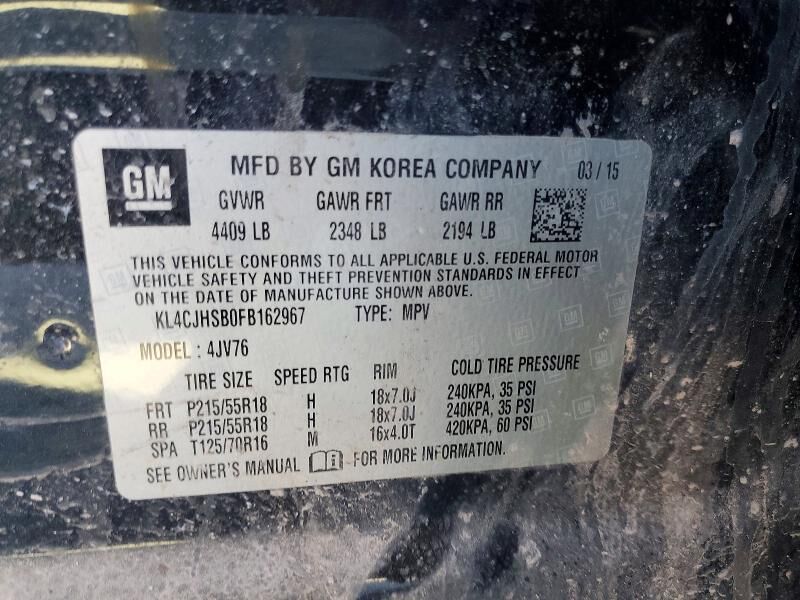 GM
MFD BY GM KOREA COMPANY 03 / 15
GVWR GAWR FRT GAWR RR
4409 LB 2348 LB 2194 LB
THIS VEHICLE CONFORMS TO ALL APPLICABLE U.S. FEDERAL MOTOR
VEHICLE SAFETY AND THEFT PREVENTION STANDARDS IN EFFECT
ON THE DATE OF MANUFACTURE SHOWN ABOVE.
KL4CJHSB0FB162967 TYPE: MPV
MODEL : 4JV76
TIRE SIZE SPEED RTG RIM COLD TIRE PRESSURE
FRT P215/55R18 H 18x7.0J 240KPA, 35 PSI
RR P215/55R18 H 18x7.0J 240KPA, 35 PSI
SPA T125/70R16 M 16x4.0T 420KPA, 60 PSI
SEE OWNER'S MANUAL FOR MORE INFORMATION.